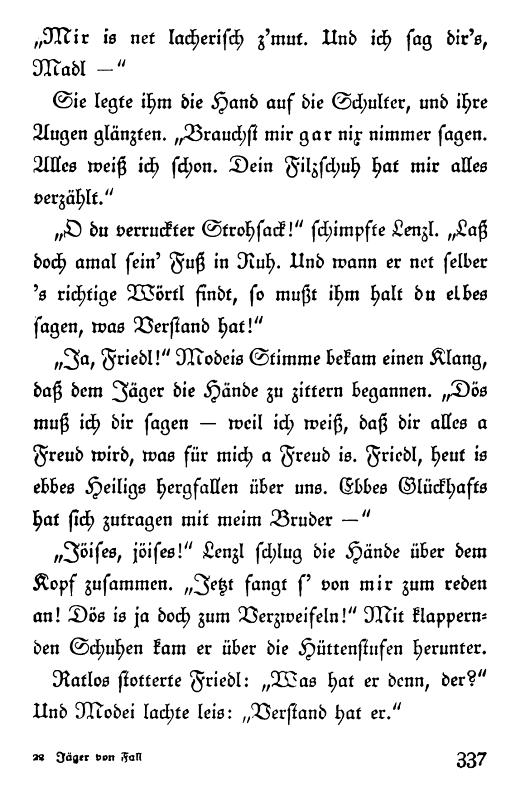 „Mir is net lacherisch z'mut. Und ich sag dir's,
Madl —“
Sie legte ihm die Hand auf die Schulter, und ihre
Augen glänzten. „Brauchst mir gar nix nimmer sagen.
Alles weiß ich schon. Dein Filzschuh hat mir alles
verzählt.“
„O du verruckter Strohsack!“ schimpfte Lenzl. „Laß
doch amal sein' Fuß in Ruh. Und wann er net selber
's richtige Wörtl findt, so mußt ihm halt du elbes
sagen, was Verstand hat!“
„Ja, Friedl!“ Modeis Stimme bekam einen Klang,
daß dem Jäger die Hände zu zittern begannen. „Dös
muß ich dir sagen — weil ich weiß, daß dir alles a
Freud wird, was für mich a Freud is. Friedl, heut is
ebbes Heiligs hergfallen über uns. Ebbes Glückhafts
hat sich zutragen mit meim Bruder —“
„Jöises, jöises!“ Lenzl schlug die Hände über dem
Kopf zusammen. „Jetzt fangt s' von mir zum reden
an! Dös is ja doch zum Verzweifeln!“ Mit klappern-
den Schuhen kam er über die Hüttenstufen herunter.
Ratlos stotterte Friedl: „Was hat er denn, der?“
Und Modei lachte leis: „Verstand hat er.“
22 Jäger von Fall 337